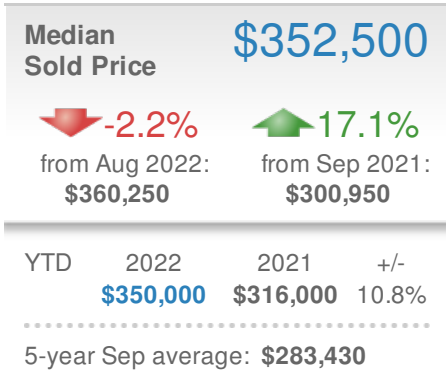 Median
Sold Price
$352,500
-2.2%
from Aug 2022:
$360,250
17.1%
from Sep 2021:
$300,950
YTD 2022 2021 +/-
$350,000 $316,000 10.8%
5-year Sep average: $283,430